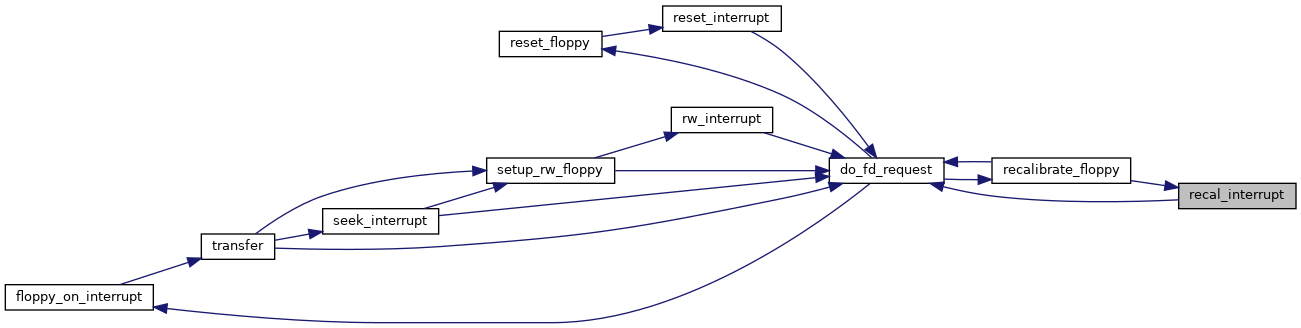 reset_interrupt
reset_floppy
rw_interrupt
setup_rw_floppy
do_fd_request
recalibrate_floppy
recal_interrupt
seek_interrupt
transfer
floppy_on_interrupt